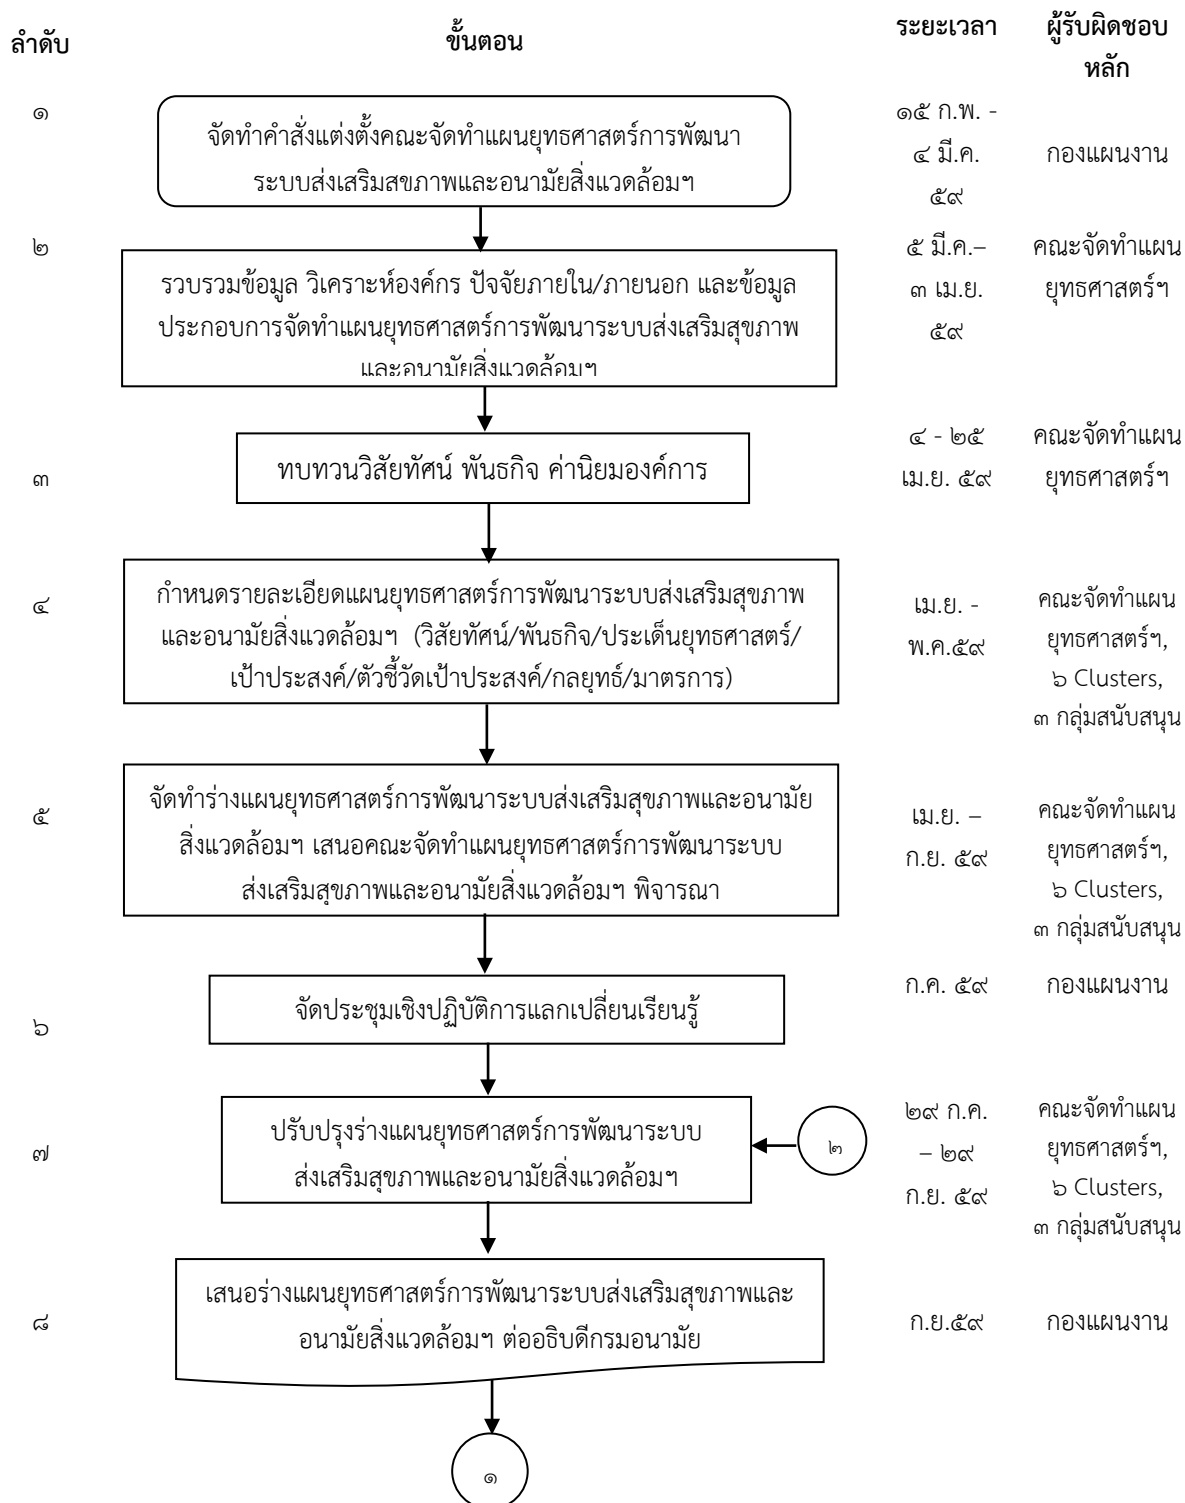 ลำดับ
ขั้นตอน
ระยะเวลา
ผู้รับผิดชอบ
หลัก
๑
จัดทำคำสั่งแต่งตั้งคณะจัดทำแผนยุทธศาสตร์การพัฒนา
ระบบส่งเสริมสุขภาพและอนามัยสิ่งแวดล้อมฯ
๑๕ ก.พ. -
๔ มี.ค.
๕๙
กองแผนงาน
๒
รวบรวมข้อมูล วิเคราะห์องค์กร ปัจจัยภายใน/ภายนอก และข้อมูล
ประกอบการจัดทำแผนยุทธศาสตร์การพัฒนาระบบส่งเสริมสุขภาพ
และอนามัยสิ่งแวดล้อมฯ
๕ มี.ค.–
๓ เม.ย.
๕๙
คณะจัดทำแผน
ยุทธศาสตร์ฯ
๓
ทบทวนวิสัยทัศน์ พันธกิจ ค่านิยมองค์การ
๔ - ๒๕
เม.ย. ๕๙
คณะจัดทำแผน
ยุทธศาสตร์ฯ
๔
กำหนดรายละเอียดแผนยุทธศาสตร์การพัฒนาระบบส่งเสริมสุขภาพ
และอนามัยสิ่งแวดล้อมฯ (วิสัยทัศน์/พันธกิจ/ประเด็นยุทธศาสตร์/
เป้าประสงค์/ตัวชี้วัดเป้าประสงค์/กลยุทธ์/มาตรการ)
เม.ย. -
พ.ค.๕๙
คณะจัดทำแผน
ยุทธศาสตร์ฯ,
๖ Clusters,
๓ กลุ่มสนับสนุน
๕
จัดทำร่างแผนยุทธศาสตร์การพัฒนาระบบส่งเสริมสุขภาพและอนามัย
สิ่งแวดล้อมฯ เสนอคณะจัดทำแผนยุทธศาสตร์การพัฒนาระบบ
ส่งเสริมสุขภาพและอนามัยสิ่งแวดล้อมฯ พิจารณา
เม.ย. –
ก.ย. ๕๙
คณะจัดทำแผน
ยุทธศาสตร์ฯ,
๖ Clusters,
๓ กลุ่มสนับสนุน
๖
จัดประชุมเชิงปฏิบัติการแลกเปลี่ยนเรียนรู้
ก.ค. ๕๙
กองแผนงาน
๗
ปรับปรุงร่างแผนยุทธศาสตร์การพัฒนาระบบ
ส่งเสริมสุขภาพและอนามัยสิ่งแวดล้อมฯ
๒
๒๙ ก.ค.
– ๒๙
ก.ย. ๕๙
คณะจัดทำแผน
ยุทธศาสตร์ฯ,
๖ Clusters,
๓ กลุ่มสนับสนุน
๘
เสนอร่างแผนยุทธศาสตร์การพัฒนาระบบส่งเสริมสุขภาพและ
อนามัยสิ่งแวดล้อมฯ ต่ออธิบดีกรมอนามัย
ก.ย.๕๙
กองแผนงาน
๑